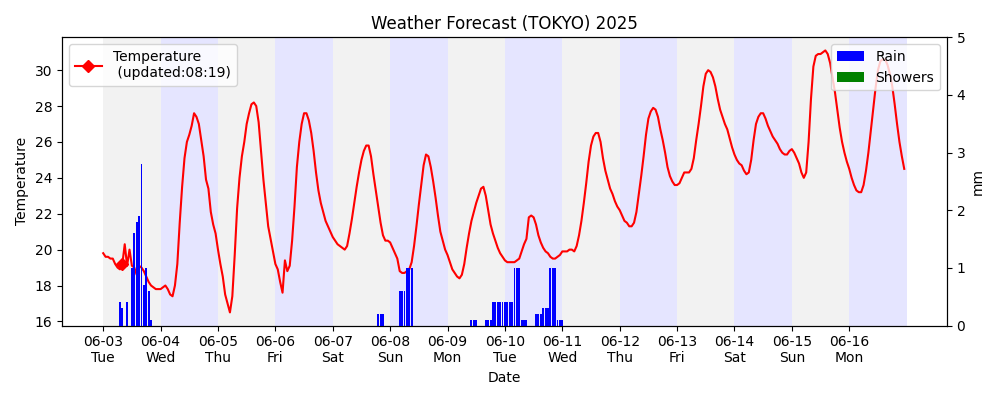 Weather Forecast (TOKYO) 2025
Temperature
(updated:08:19)
Rain
Showers
Temperature
30
28
26
24
22
20
18
16
5
4
3
2
1
0
mm
06-03 06-04 06-05 06-06 06-07 06-08 06-09 06-10 06-11 06-12 06-13 06-14 06-15 06-16
Tue Wed Thu Fri Sat Sun Mon Tue Wed Thu Fri Sat Sun Mon
Date